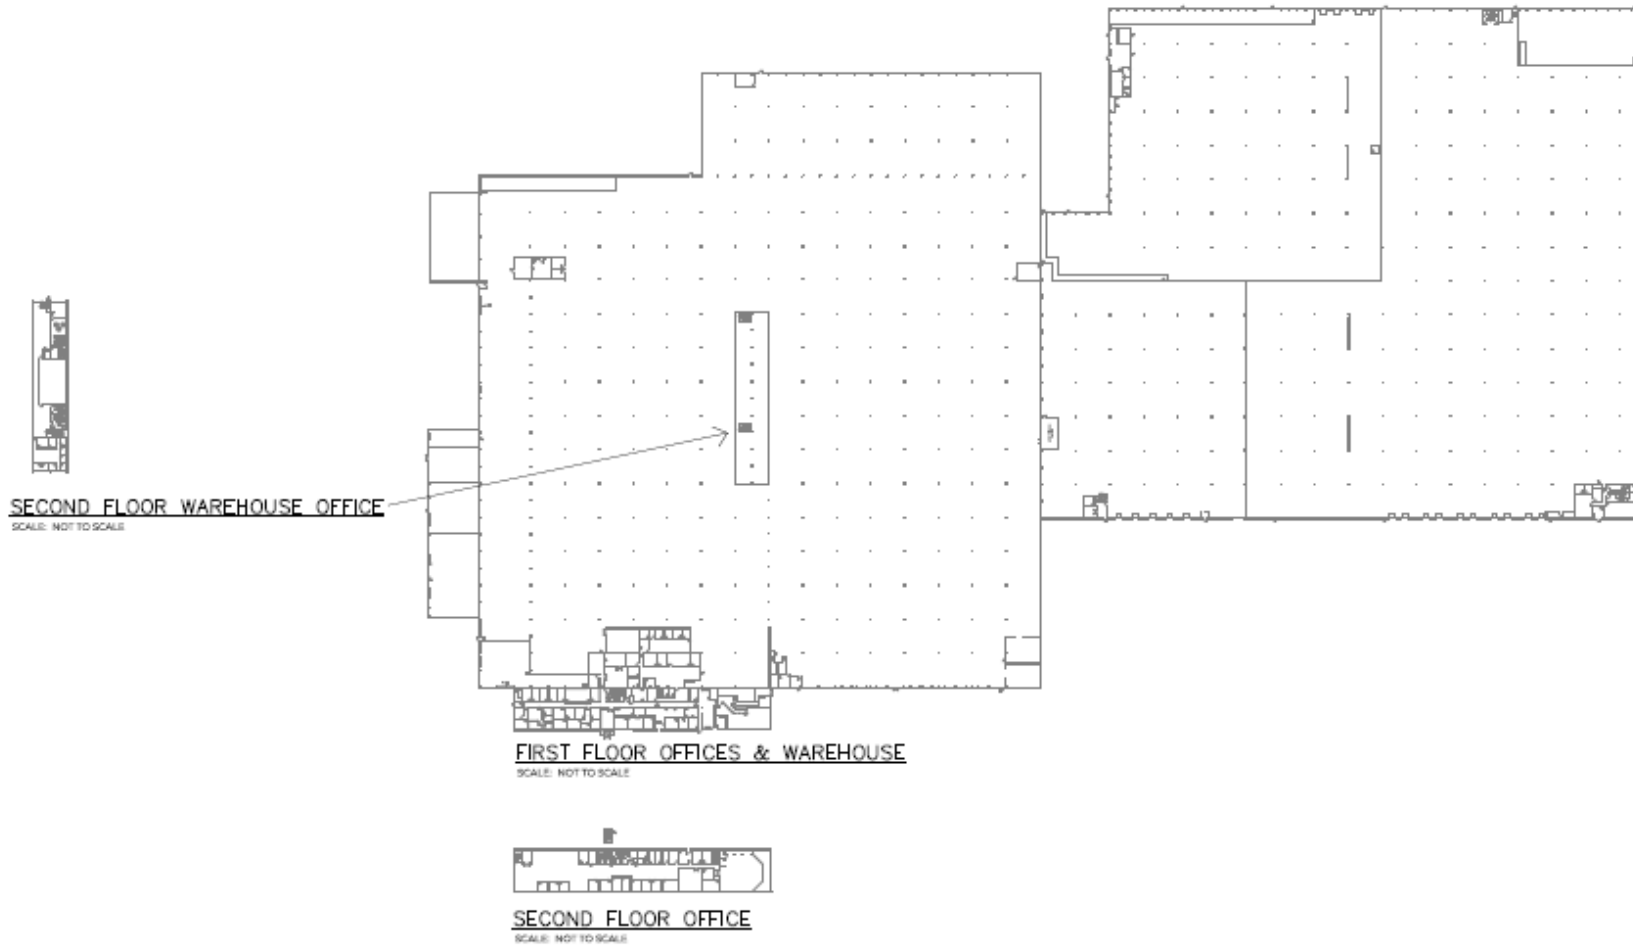 SECOND FLOOR WAREHOUSE OFFICE
SCALE: NOT TO SCALE
FIRST FLOOR OFFICES & WAREHOUSE
SCALE: NOT TO SCALE
SECOND FLOOR OFFICE
SCALE: NOT TO SCALE